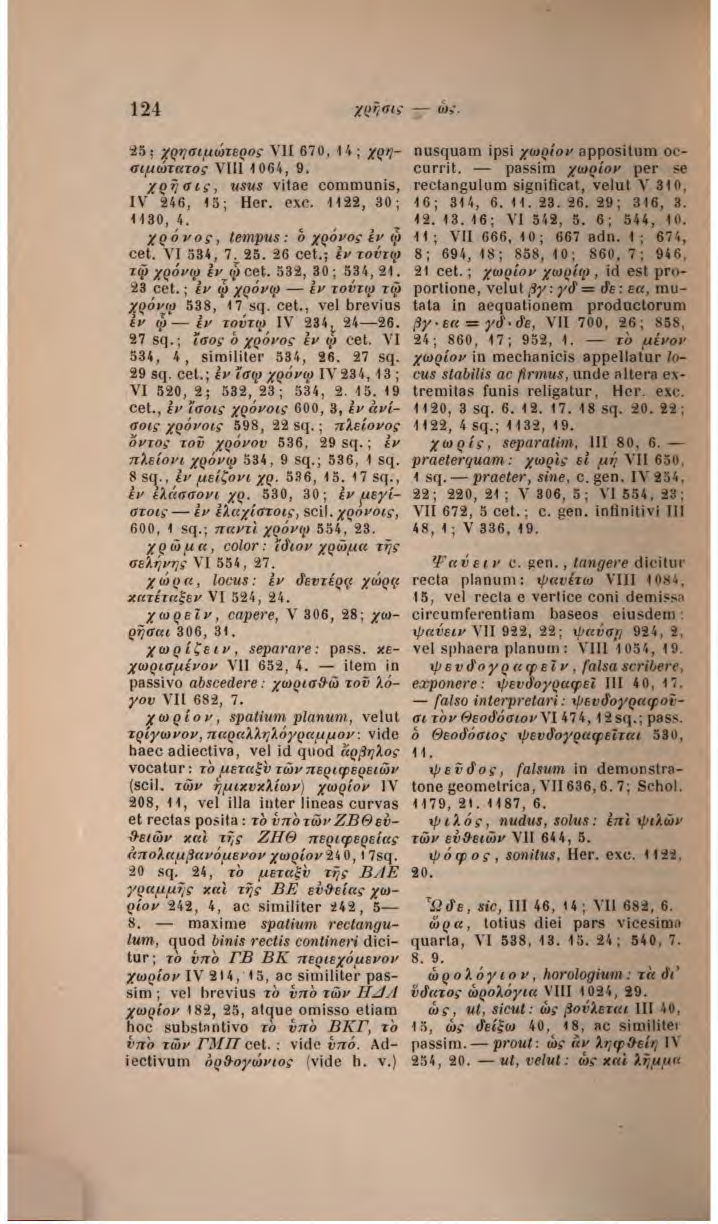 124 χρῆσις — ὡς.
25; χρησιμώτερος VII 670, 14; χρη-
σιμώτατος VIII 1064, 9.
χρῆσις, usus vitae communis,
IV 246, 15; Her. exc. 1122, 30;
1130, 4.
χρόνος, tempus: ὁ χρόνος ἐν ᾧ
cet. VI 534, 7. 25. 26 cet.; ἐν τούτῳ
τῷ χρόνῳ ἐν ᾧ cet. 532, 30; 534, 21.
23 cet.; ἐν ᾧ χρόνῳ — ἐν τούτῳ τῷ
χρόνῳ 538, 17 sq. cet., vel brevius
ἐν ᾧ — ἐν τούτῳ IV 234, 24—26.
27 sq.; ἴσος ὁ χρόνος ἐν ᾧ cet. VI
534, 4, similiter 534, 26. 27 sq.
29 sq. cet.; ἐν ἴσῳ χρόνῳ IV 234, 13;
VI 520, 2; 532, 23; 534, 2. 15. 19
cet., ἐν ἴσοις χρόνοις 600, 3, ἐν ἀνί-
σοις χρόνοις 598, 22 sq.; πλείονος
ὄντος τοῦ χρόνου 536, 29 sq.; ἐν
πλείονι χρόνῳ 534, 9 sq.; 536, 1 sq.
8 sq., ἐν μείζονι χρ. 536, 15. 17 sq.,
ἐν ἐλάσσονι χρ. 530, 30; ἐν μεγί-
στοις — ἐν ἐλαχίστοις, scil. χρόνοις,
600, 1 sq.; παντὶ χρόνῳ 554, 23.
χρῶμα, color: ἴδιον χρῶμα τῆς
σελήνης VI 554, 27.
χώρα, locus: ἐν δευτέρᾳ χώρᾳ
κατέταξεν VI 524, 24.
χωρεῖν, capere, V 306, 28; χω-
ρῆσαι 306, 31.
χωρίζειν, separare: pass. κε-
χωρισμένον VII 652, 4. — item in
passivo abscedere: χωρισθῶ τοῦ λό-
γου VII 682, 7.
χωρίον, spatium planum, velut
τρίγωνον, παραλληλόγραμμον: vide
haec adiectiva, vel id quod ἄρβηλος
vocatur: τὸ μεταξὺ τῶν περιφερειῶν
(scil. τῶν ἡμικυκλίων) χωρίον IV
208, 11, vel illa inter lineas curvas
et rectas posita: τὸ ὑπὸ τῶν ΖΒΘ εὐ-
θειῶν καὶ τῆς ΖΗΘ περιφερείας
ἀπολαμβανόμενον χωρίον 240, 17sq.
20 sq. 24, τὸ μεταξὺ τῆς ΒΛΕ
γραμμῆς καὶ τῆς ΒΕ εὐθείας χω-
ρίον 242, 4, ac similiter 242, 5—
8. — maxime spatium rectangu-
lum, quod binis rectis contineri dici-
tur; τὸ ὑπὸ ΓΒ ΒΚ περιεχόμενον
χωρίον IV 214, 15, ac similiter pas-
sim; vel brevius τὸ ὑπὸ τῶν ΗΔΛ
χωρίον 182, 25, atque omisso etiam
hoc substantivo τὸ ὑπὸ ΒΚΓ, τὸ
ὑπὸ τῶν ΓΜΠ cet.: vide ὑπό. Ad-
iectivum ὀρθογώνιος (vide h. v.)
nusquam ipsi χωρίον appositum oc-
currit. — passim χωρίον per se
rectangulum significat, velut V 310,
16; 314, 6. 11. 23. 26. 29; 316, 3.
12. 13. 16; VI 542, 5. 6; 544, 10.
11; VII 666, 10; 667 adn. 1; 674,
8; 694, 18; 858, 10; 860, 7; 946,
21 cet.; χωρίον χωρίῳ, id est pro-
portione, velut βγ : γδ = δε : εα, mu-
tata in aequationem productorum
βγ · εα = γδ · δε, VII 700, 26; 858,
24; 860, 17; 952, 1. — τὸ μένον
χωρίον in mechanicis appellatur lo-
cus stabilis ac firmus, unde altera ex-
tremitas funis religatur, Her. exc.
1120, 3 sq. 6. 12. 17. 18 sq. 20. 22;
1122, 4 sq.; 1132, 19.
χωρίς, separatim, III 80, 6. —
praeterquam: χωρὶς εἰ μή VII 650,
1 sq. — praeter, sine, c. gen. IV 254,
22; 220, 21; V 306, 5; VI 554, 23;
VII 672, 5 cet.; c. gen. infinitivi III
48, 1; V 336, 19.
Ψαύειν c. gen., tangere dicitur
recta planum: ψαυέτω VIII 1084,
15, vel recta e vertice coni demissa
circumferentiam baseos eiusdem:
ψαύειν VII 922, 22; ψαύσῃ 924, 2,
vel sphaera planum: VIII 1054, 19.
ψευδογραφεῖν, falsa scribere,
exponere: ψευδογραφεῖ III 40, 17.
— falso interpretari: ψευδογραφοῦ-
σι τὸν Θεοδόσιον VI 474, 12 sq.; pass.
ὁ Θεοδόσιος ψευδογραφεῖται 530,
11.
ψεῦδος, falsum in demonstra-
tone geometrica, VII 636, 6. 7; Schol.
1179, 21. 1187, 6.
ψιλός, nudus, solus: ἐπὶ ψιλῶν
τῶν εὐθειῶν VII 644, 5.
ψόφος, sonitus, Her. exc. 1122,
20.
Ὧδε, sic, III 46, 14; VII 682, 6.
ὥρα, totius diei pars vicesima
quarta, VI 538, 13. 15. 24; 540, 7.
8. 9.
ὡρολόγιον, horologium: τὰ δι'
ὕδατος ὡρολόγια VIII 1024, 29.
ὡς, ut, sicut: ὡς βούλεται III 40,
15, ὡς δείξω 40, 18, ac similiter
passim. — prout: ὡς ἂν ληφθείη IV
254, 20. — ut, velut: ὡς καὶ λῆμμα